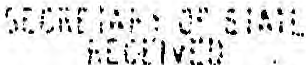 SECRETARY OF STATE
RECEIVED